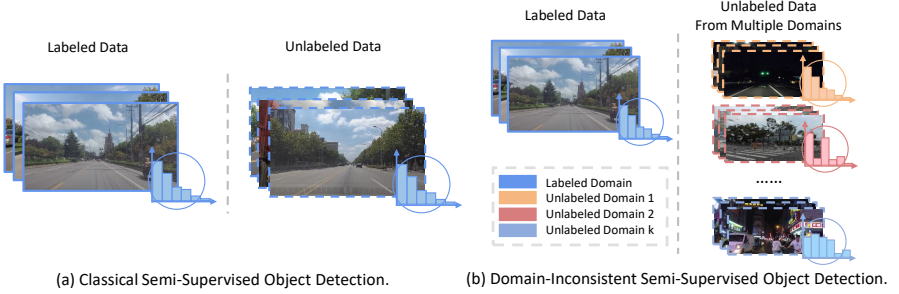 Labeled Data
Unlabeled Data
(a) Classical Semi-Supervised Object Detection.
Labeled Data
Unlabeled Data
From Multiple Domains
......
Labeled Domain
Unlabeled Domain 1
Unlabeled Domain 2
Unlabeled Domain k
(b) Domain-Inconsistent Semi-Supervised Object Detection.